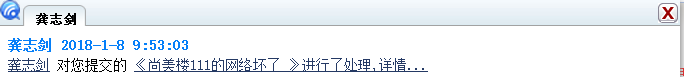 龚志剑
龚志剑 2018-1-8 9:53:03
龚志剑 对您提交的 《尚美楼111的网络坏了 》进行了处理,详情...